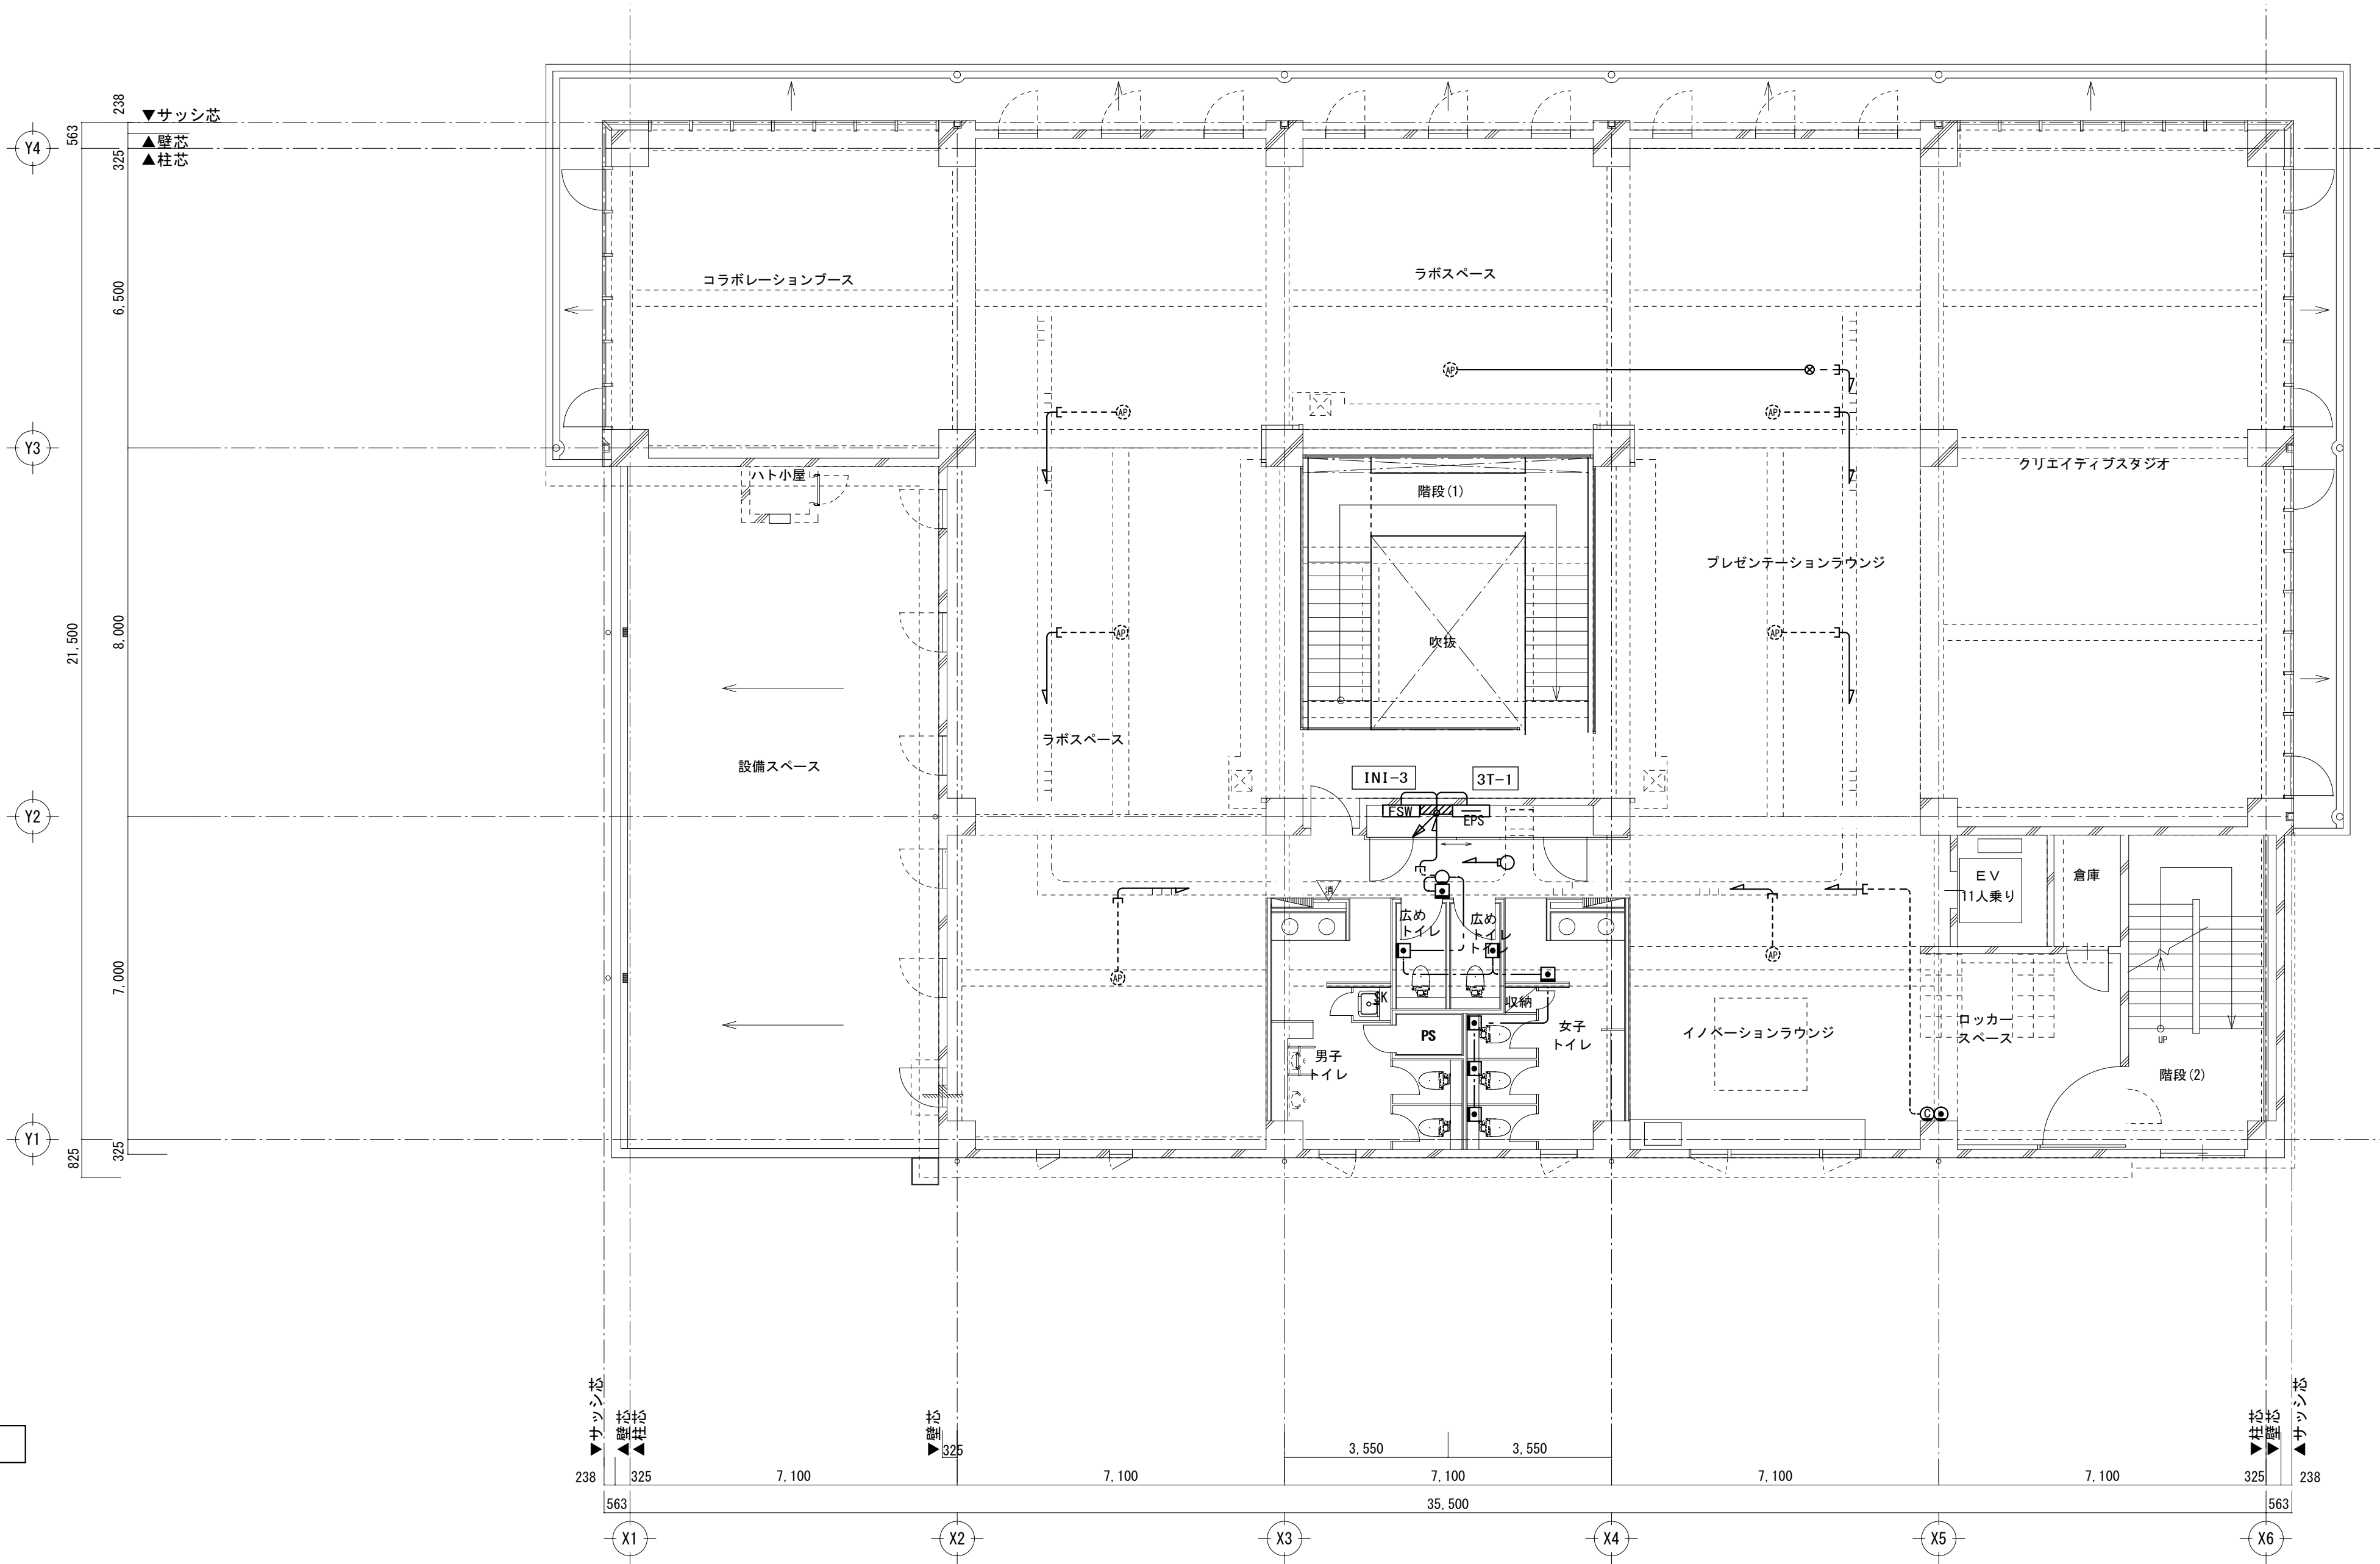 238
▼サッシ芯
563
▲壁芯
Y4
325
▲柱芯
コラボレーションブース
ラボスペース
6,500
AP
AP
AP
Y3
クリエイティブスタジオ
ハト小屋
階段(1)
プレゼンテーションラウンジ
21,500
8,000
AP
AP
吹抜
ラボスペース
設備スペース
INI-3
3T-1
Y2
FSW
EPS
EV
11人乗り
倉庫
消
広め
トイレ
広め
トイレ
7,000
AP
AP
SK
収納
PS
女子
トイレ
イノベーションラウンジ
ロッカー
スペース
UP
男子
トイレ
階段(2)
C
Y1
325
825
▼サッシ芯
▲壁芯
▲柱芯
▼壁芯
325
3,550
3,550
▼柱芯
▼壁芯
▲サッシ芯
238
325
7,100
7,100
7,100
7,100
7,100
325
238
563
35,500
563
X1
X2
X3
X4
X5
X6